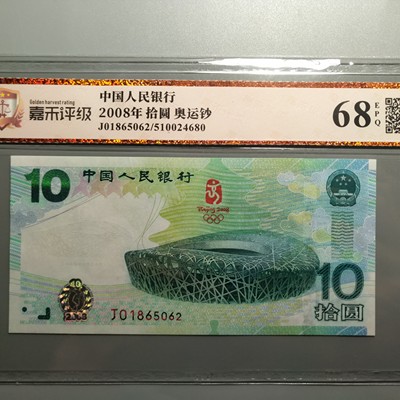 Golden harvest rating
嘉禾评级
中国人民银行
2008年 拾圆 奥运钞
J01865062/510024680
68
EPQ
10 中国人民银行
Beijing 2008
J01865062
10
拾圆